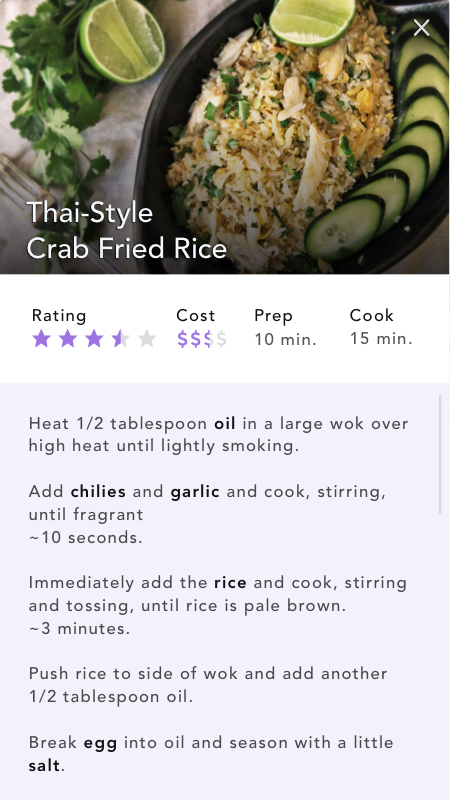 Thai-Style
Crab Fried Rice
Rating
Cost
Prep
Cook
$$$$
10 min.
15 min.
Heat 1/2 tablespoon oil in a large wok over
high heat until lightly smoking.
Add chilies and garlic and cook, stirring,
until fragrant
~10 seconds.
Immediately add the rice and cook, stirring
and tossing, until rice is pale brown.
~3 minutes.
Push rice to side of wok and add another
1/2 tablespoon oil.
Break egg into oil and season with a little
salt.